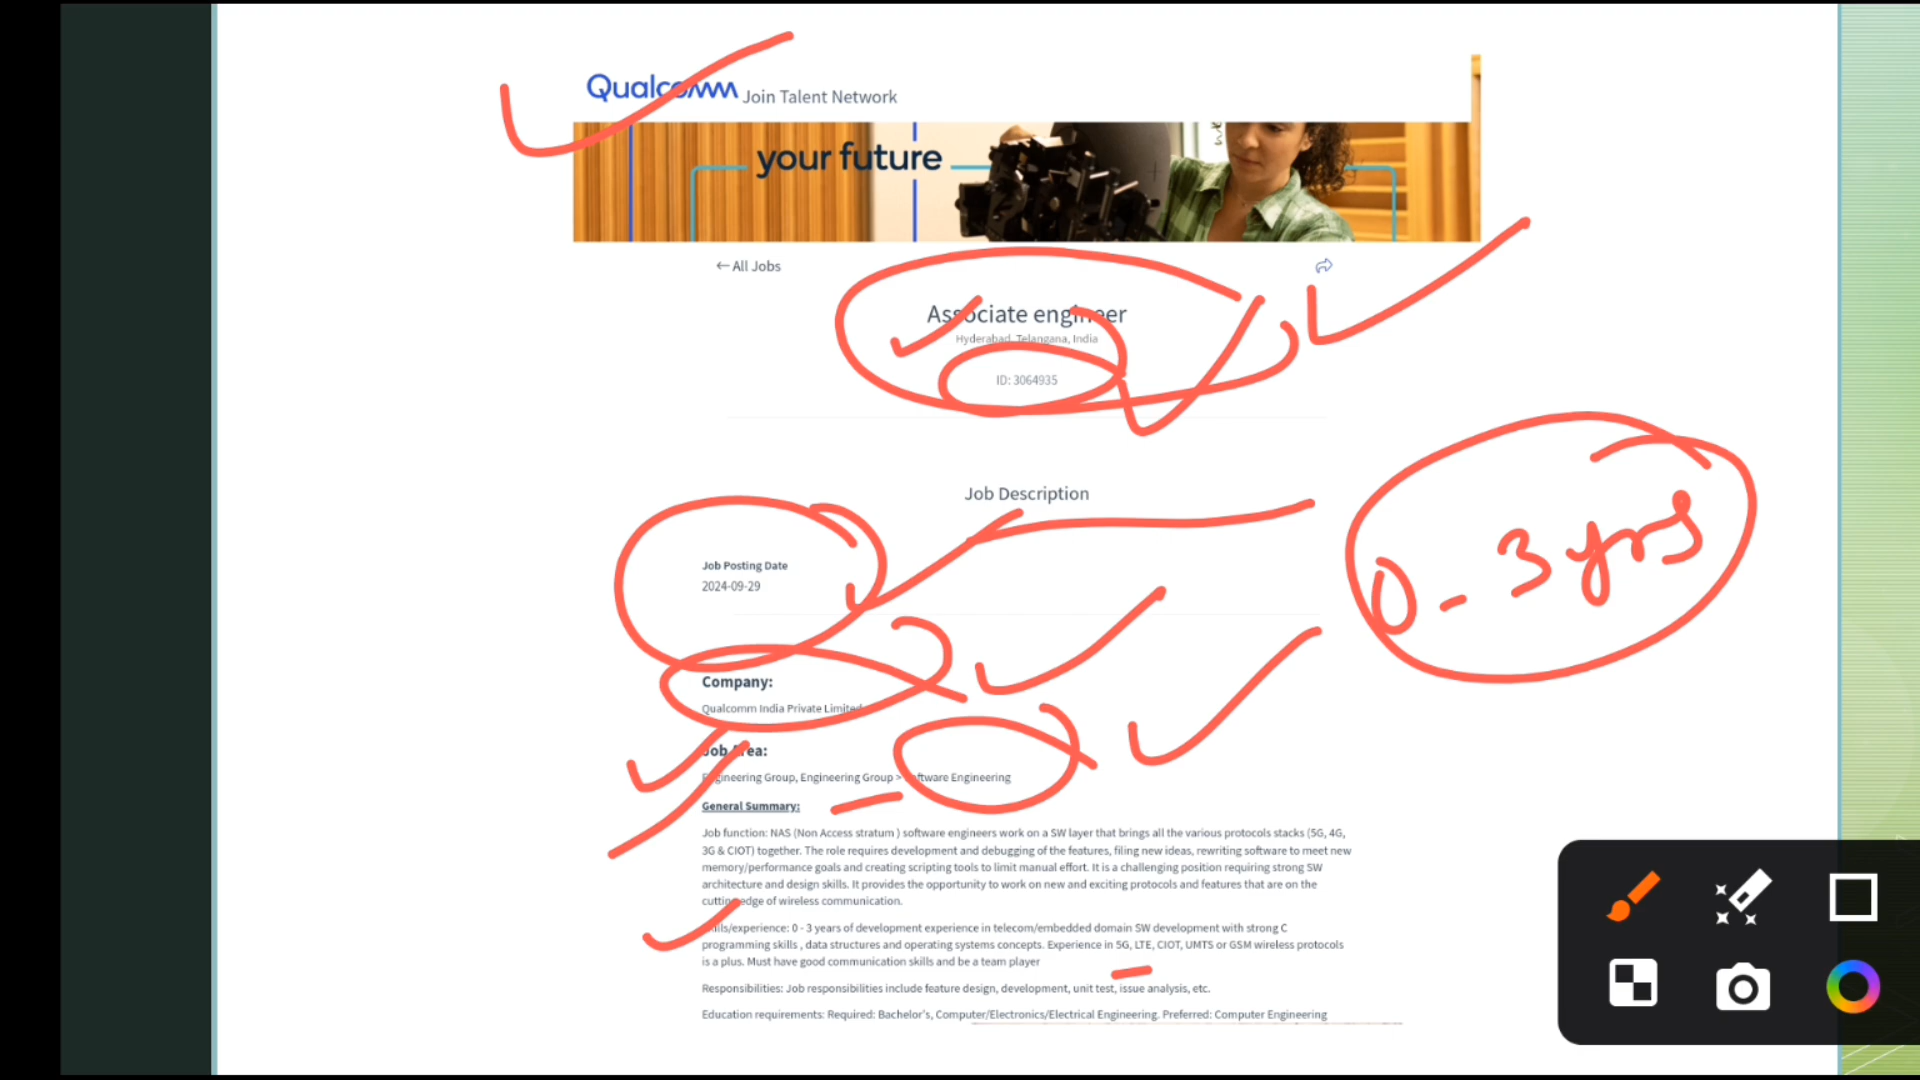 Qualcomm Join Talent Network
your future
← All Jobs
Associate engineer
Hyderabad, Telangana, India
ID: 3064935
Job Description
0 - 3 yrs
Job Posting Date
2024-09-29
Company:
Qualcomm India Private Limited
Job Area:
Engineering Group, Engineering Group > Software Engineering
General Summary:
Job function: NAS (Non Access stratum ) software engineers work on a SW layer that brings all the various protocols stacks (5G, 4G,
3G & CIOT) together. The role requires development and debugging of the features, filing new ideas, rewriting software to meet new
memory/performance goals and creating scripting tools to limit manual effort. It is a challenging position requiring strong SW
architecture and design skills. It provides the opportunity to work on new and exciting protocols and features that are on the
cutting edge of wireless communication.
Skills/experience: 0 - 3 years of development experience in telecom/embedded domain SW development with strong C
programming skills , data structures and operating systems concepts. Experience in 5G, LTE, CIOT, UMTS or GSM wireless protocols
is a plus. Must have good communication skills and be a team player
Responsibilities: Job responsibilities include feature design, development, unit test, issue analysis, etc.
Education requirements: Required: Bachelor's, Computer/Electronics/Electrical Engineering. Preferred: Computer Engineering